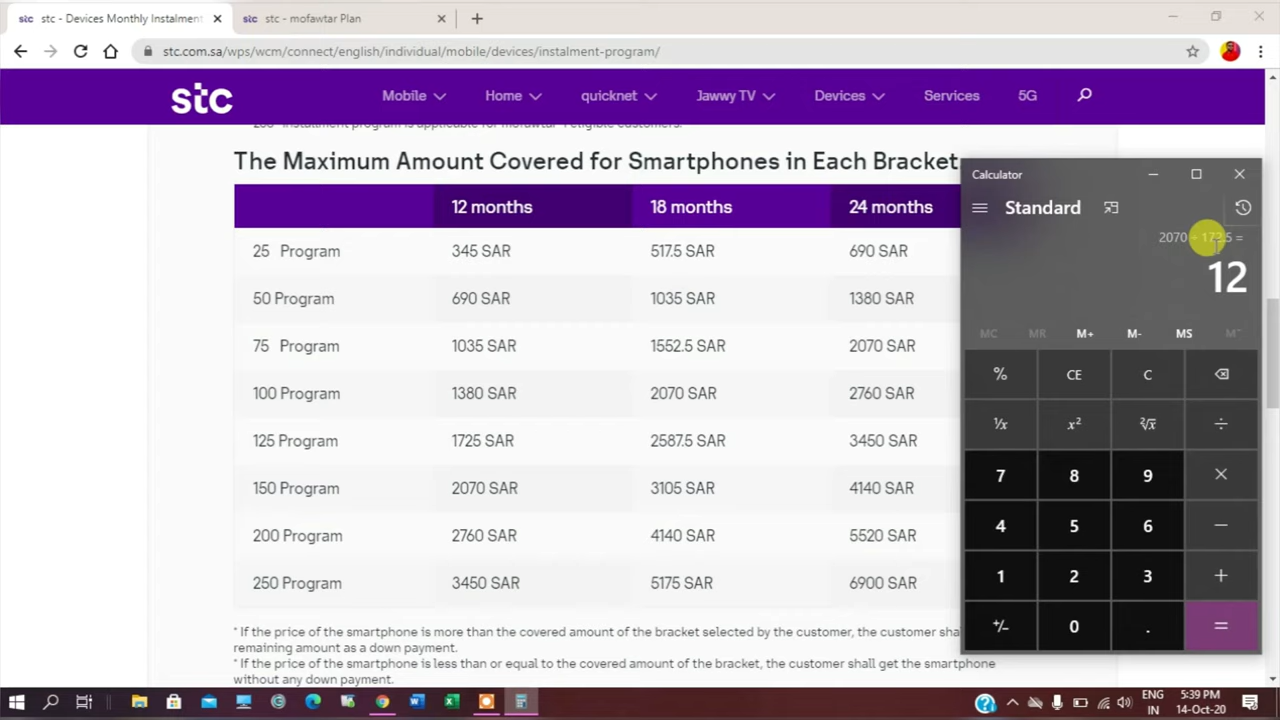 stc - Devices Monthly Instalment
stc - mofawtar Plan
stc.com.sa/wps/wcm/connect/english/individual/mobile/devices/instalment-program/
stc
Mobile
Home
quicknet
Jawwy TV
Devices
Services
5G
The Maximum Amount Covered for Smartphones in Each Bracket
12 months 18 months 24 months
25 Program 345 SAR 517.5 SAR 690 SAR
50 Program 690 SAR 1035 SAR 1380 SAR
75 Program 1035 SAR 1552.5 SAR 2070 SAR
100 Program 1380 SAR 2070 SAR 2760 SAR
125 Program 1725 SAR 2587.5 SAR 3450 SAR
150 Program 2070 SAR 3105 SAR 4140 SAR
200 Program 2760 SAR 4140 SAR 5520 SAR
250 Program 3450 SAR 5175 SAR 6900 SAR
* If the price of the smartphone is more than the covered amount of the bracket selected by the customer, the customer sha
remaining amount as a down payment.
* If the price of the smartphone is less than or equal to the covered amount of the bracket, the customer shall get the smartphone
without any down payment.
Calculator
Standard
2070 ÷ 172.5 =
12
MC MR M+ M- MS M˅
% CE C
¹/x x² ²√x ÷
7 8 9 ×
4 5 6 −
1 2 3 +
+/− 0 . =
ENG
IN
5:39 PM
14-Oct-20